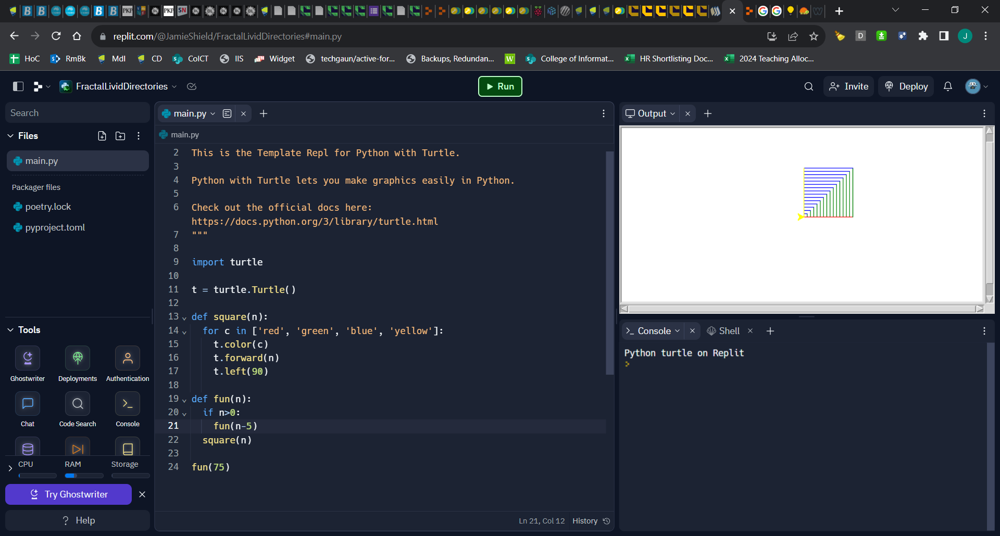 replit.com/@JamieShield/FractalLividDirectories#main.py
HoC RmBk Mdl CD CoICT IIS Widget techgaun/active-for... Backups, Redundan... College of Informat... HR Shortlisting Doc... 2024 Teaching Alloc...
FractalLividDirectories Run Invite Deploy
Search
Files
main.py
Packager files
poetry.lock
pyproject.toml
Tools
Ghostwriter Deployments Authentication
Chat Code Search Console
CPU RAM Storage
Try Ghostwriter
? Help
main.py
main.py
2 This is the Template Repl for Python with Turtle.
3
4 Python with Turtle lets you make graphics easily in Python.
5
6 Check out the official docs here:
https://docs.python.org/3/library/turtle.html
7 """
8
9 import turtle
10
11 t = turtle.Turtle()
12
13 def square(n):
14 for c in ['red', 'green', 'blue', 'yellow']:
15 t.color(c)
16 t.forward(n)
17 t.left(90)
18
19 def fun(n):
20 if n>0:
21 fun(n-5)
22 square(n)
23
24 fun(75)
Ln 21, Col 12 History
Output
Console Shell
Python turtle on Replit